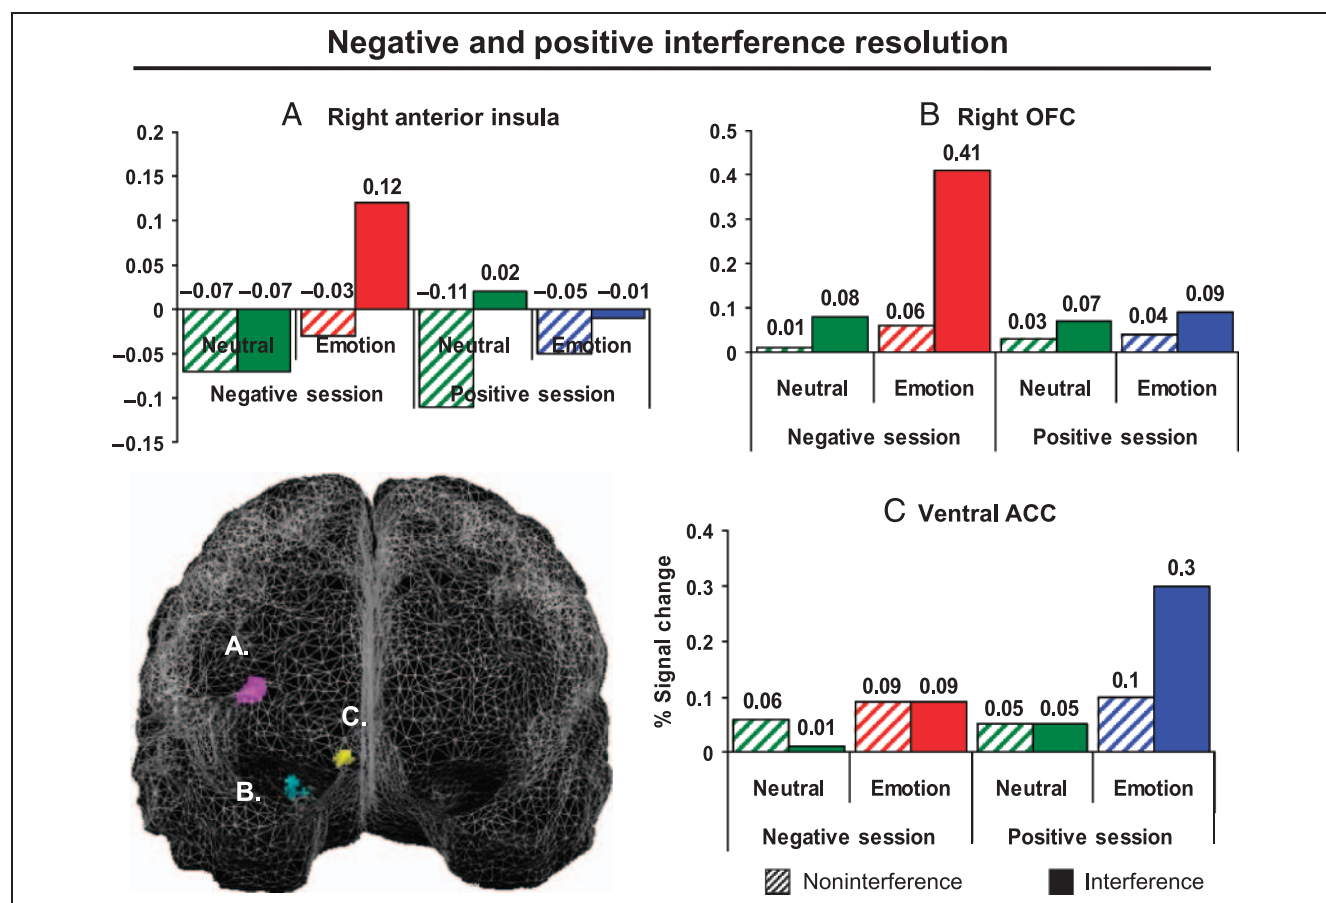 Negative and positive interference resolution
A Right anterior insula
0.2
0.15
0.1
0.05
0
–0.05
–0.1
–0.15
–0.07 –0.07 –0.03 0.12 –0.11 0.02 –0.05 –0.01
Neutral Emotion Neutral Emotion
Negative session Positive session
B Right OFC
0.5
0.4
0.3
0.2
0.1
0
0.01 0.08 0.06 0.41 0.03 0.07 0.04 0.09
Neutral Emotion Neutral Emotion
Negative session Positive session
A.
B.
C.
C Ventral ACC
% Signal change
0.4
0.3
0.2
0.1
0
0.06 0.01 0.09 0.09 0.05 0.05 0.1 0.3
Neutral Emotion Neutral Emotion
Negative session Positive session
Noninterference Interference